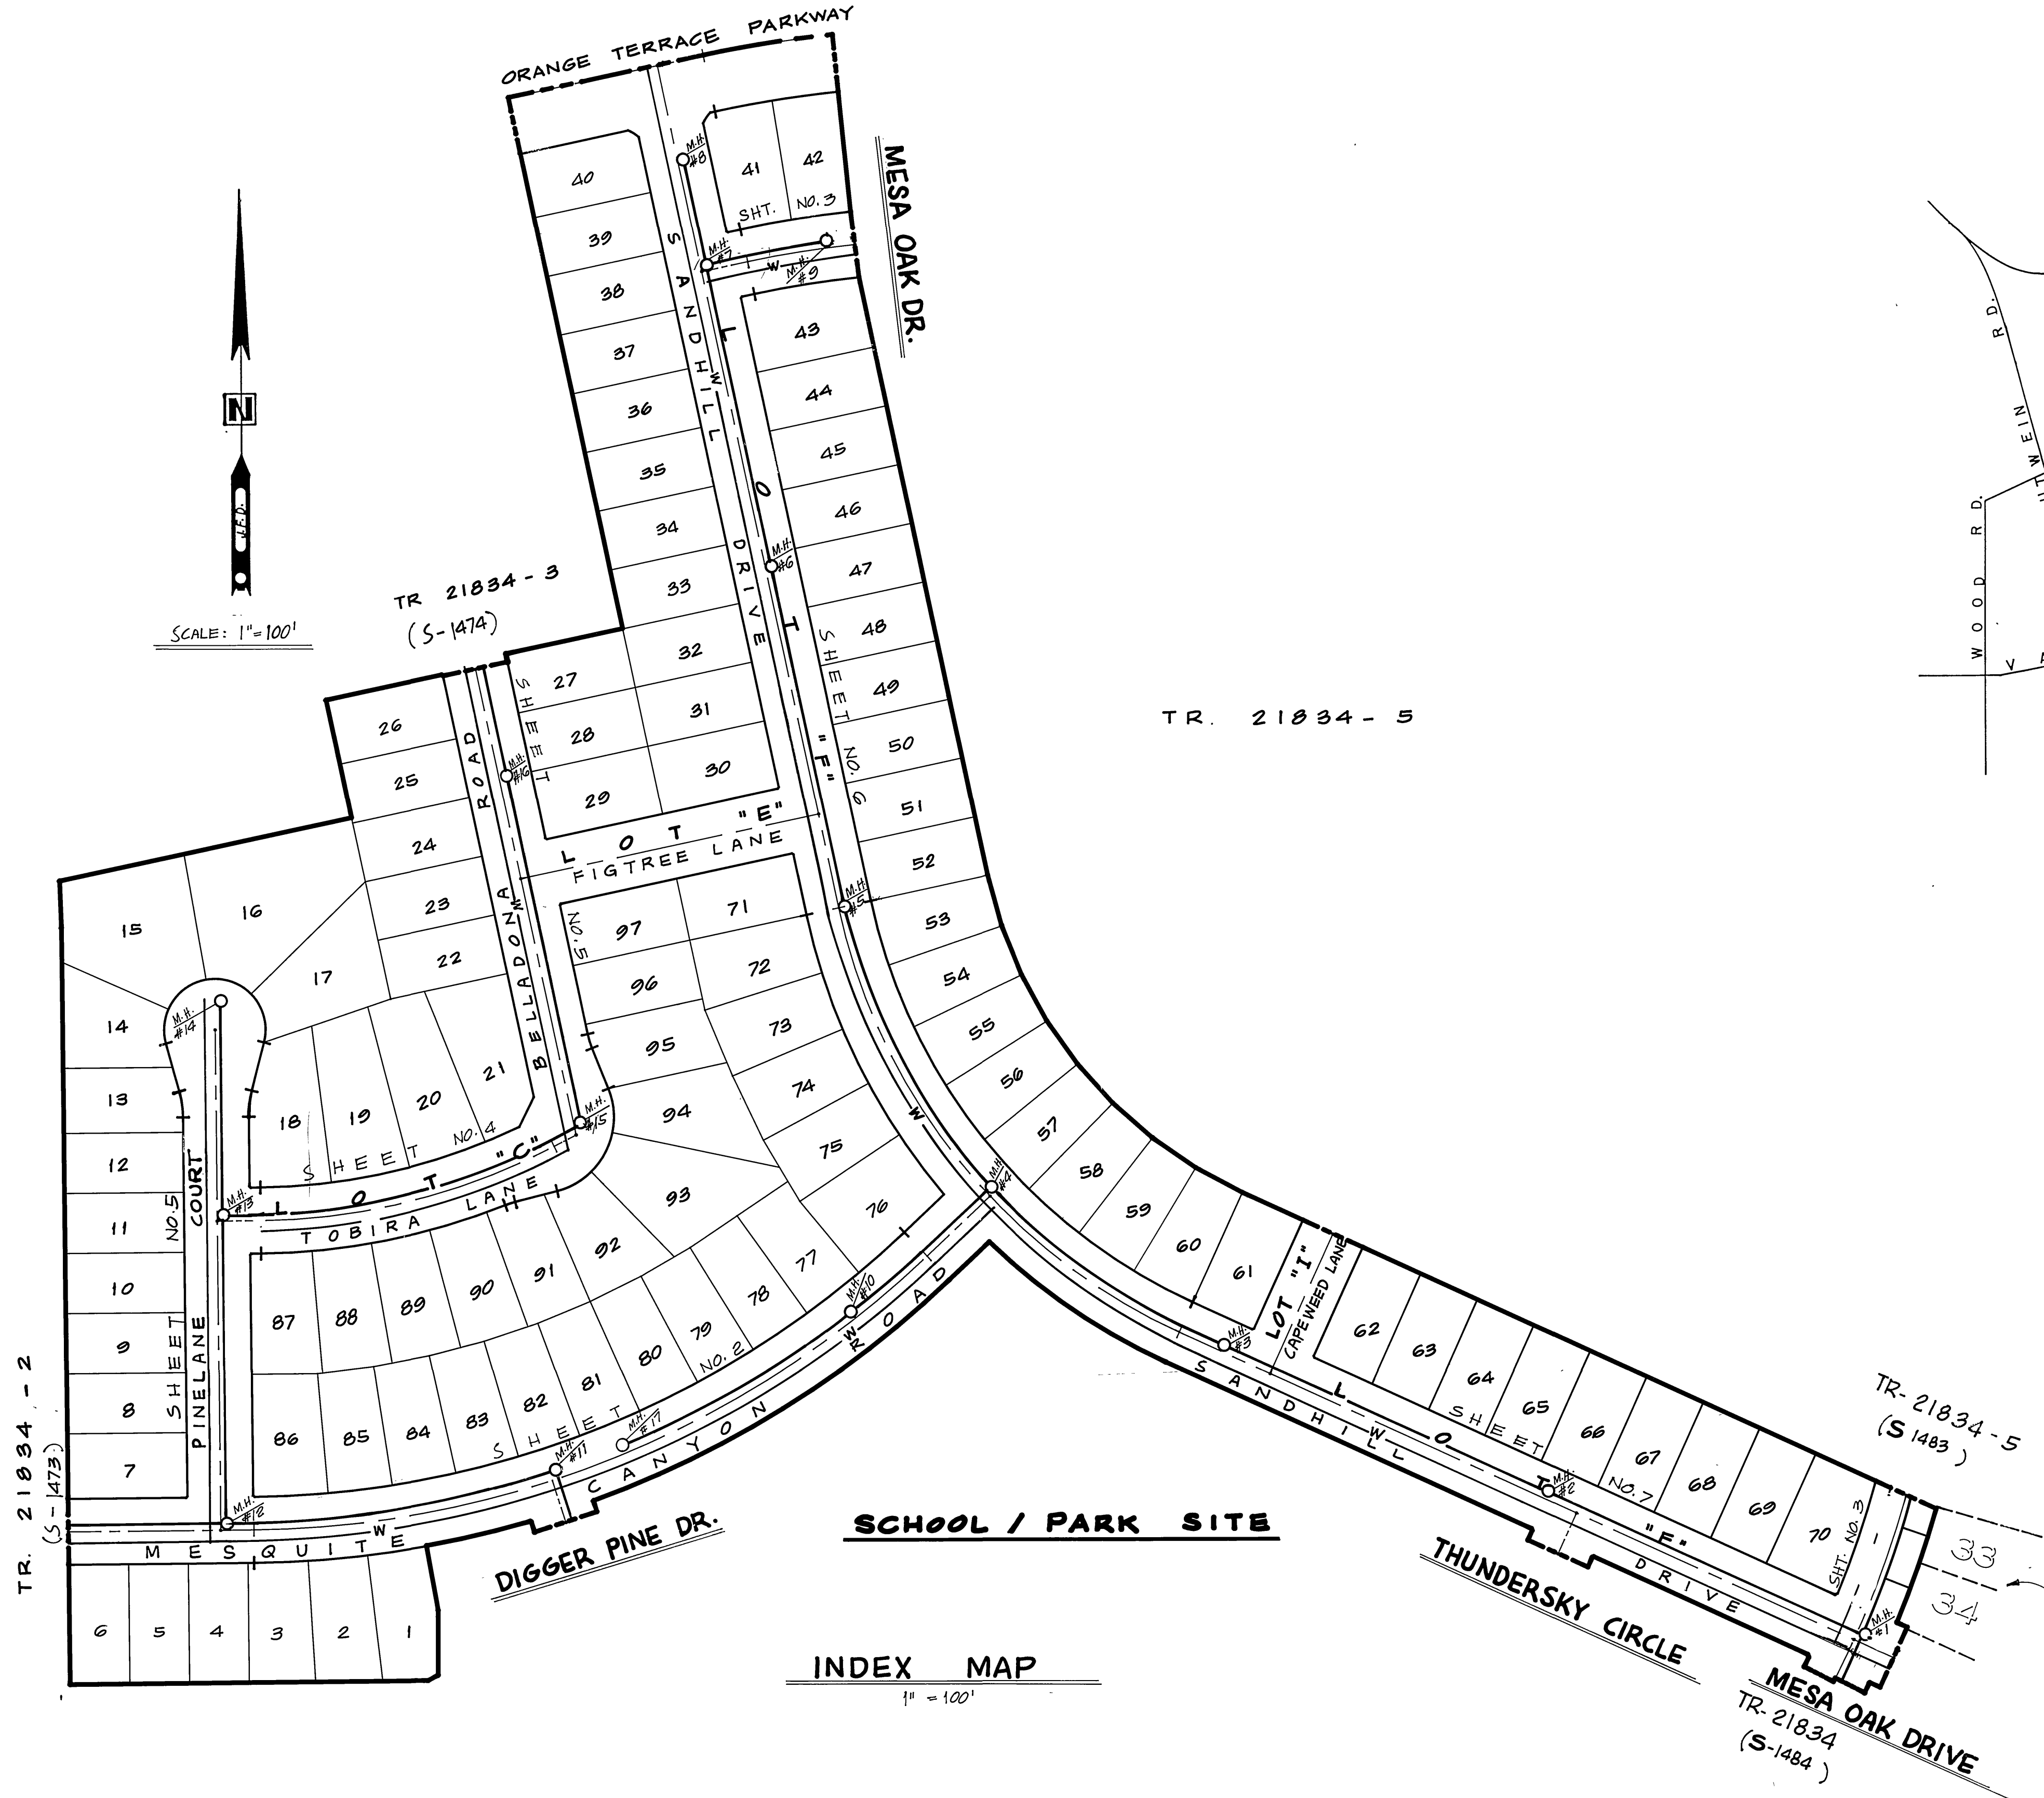 ORANGE TERRACE PARKWAY
MESA OAK DR.
N
J.F.D.
SCALE: 1"=100'
TR 21834-3
(S-1474)
40
39
38
37
36
35
34
33
32
31
30
27
28
29
41
42
SHT. NO. 3
M.H. #8
M.H. #7
M.H. #9
W
SANDHILL DRIVE
W
LOT "F"
43
44
45
46
47
48
49
50
51
52
53
54
55
56
57
58
59
60
61
M.H. #6
SHEET NO. 6
M.H. #5
TR. 21834-5
WOOD RD.
RD.
26
25
24
23
22
21
20
19
18
17
16
15
14
13
12
11
10
9
8
7
BELLADONA ROAD
W
M.H. #16
SHEET NO. 5
LOT "E"
FIGTREE LANE
97
96
95
94
93
92
91
90
89
88
87
71
72
73
74
75
76
77
78
79
80
81
82
83
84
85
86
M.H. #14
M.H. #15
M.H. #13
SHEET NO. 4
LOT "C"
TOBIRA LANE
PINELANE COURT
SHEET NO. 5
W
M.H. #4
M.H. #10
M.H. #17
M.H. #11
M.H. #12
SHEET NO. 2
MESQUITE CANYON ROAD
W
W
TR. 21834-2
(S-1473)
6
5
4
3
2
1
DIGGER PINE DR.
SCHOOL / PARK SITE
INDEX MAP
1" = 100'
LOT "I"
CAPEWEED LANE
M.H. #3
62
63
64
65
66
67
68
69
70
SHEET NO. 7
LOT "F"
W
SANDHILL DRIVE
M.H. #2
M.H. #1
SHT. NO. 3
33
34
TR-21834-5
(S 1483)
THUNDERSKY CIRCLE
MESA OAK DRIVE
TR-21834
(S-1484)